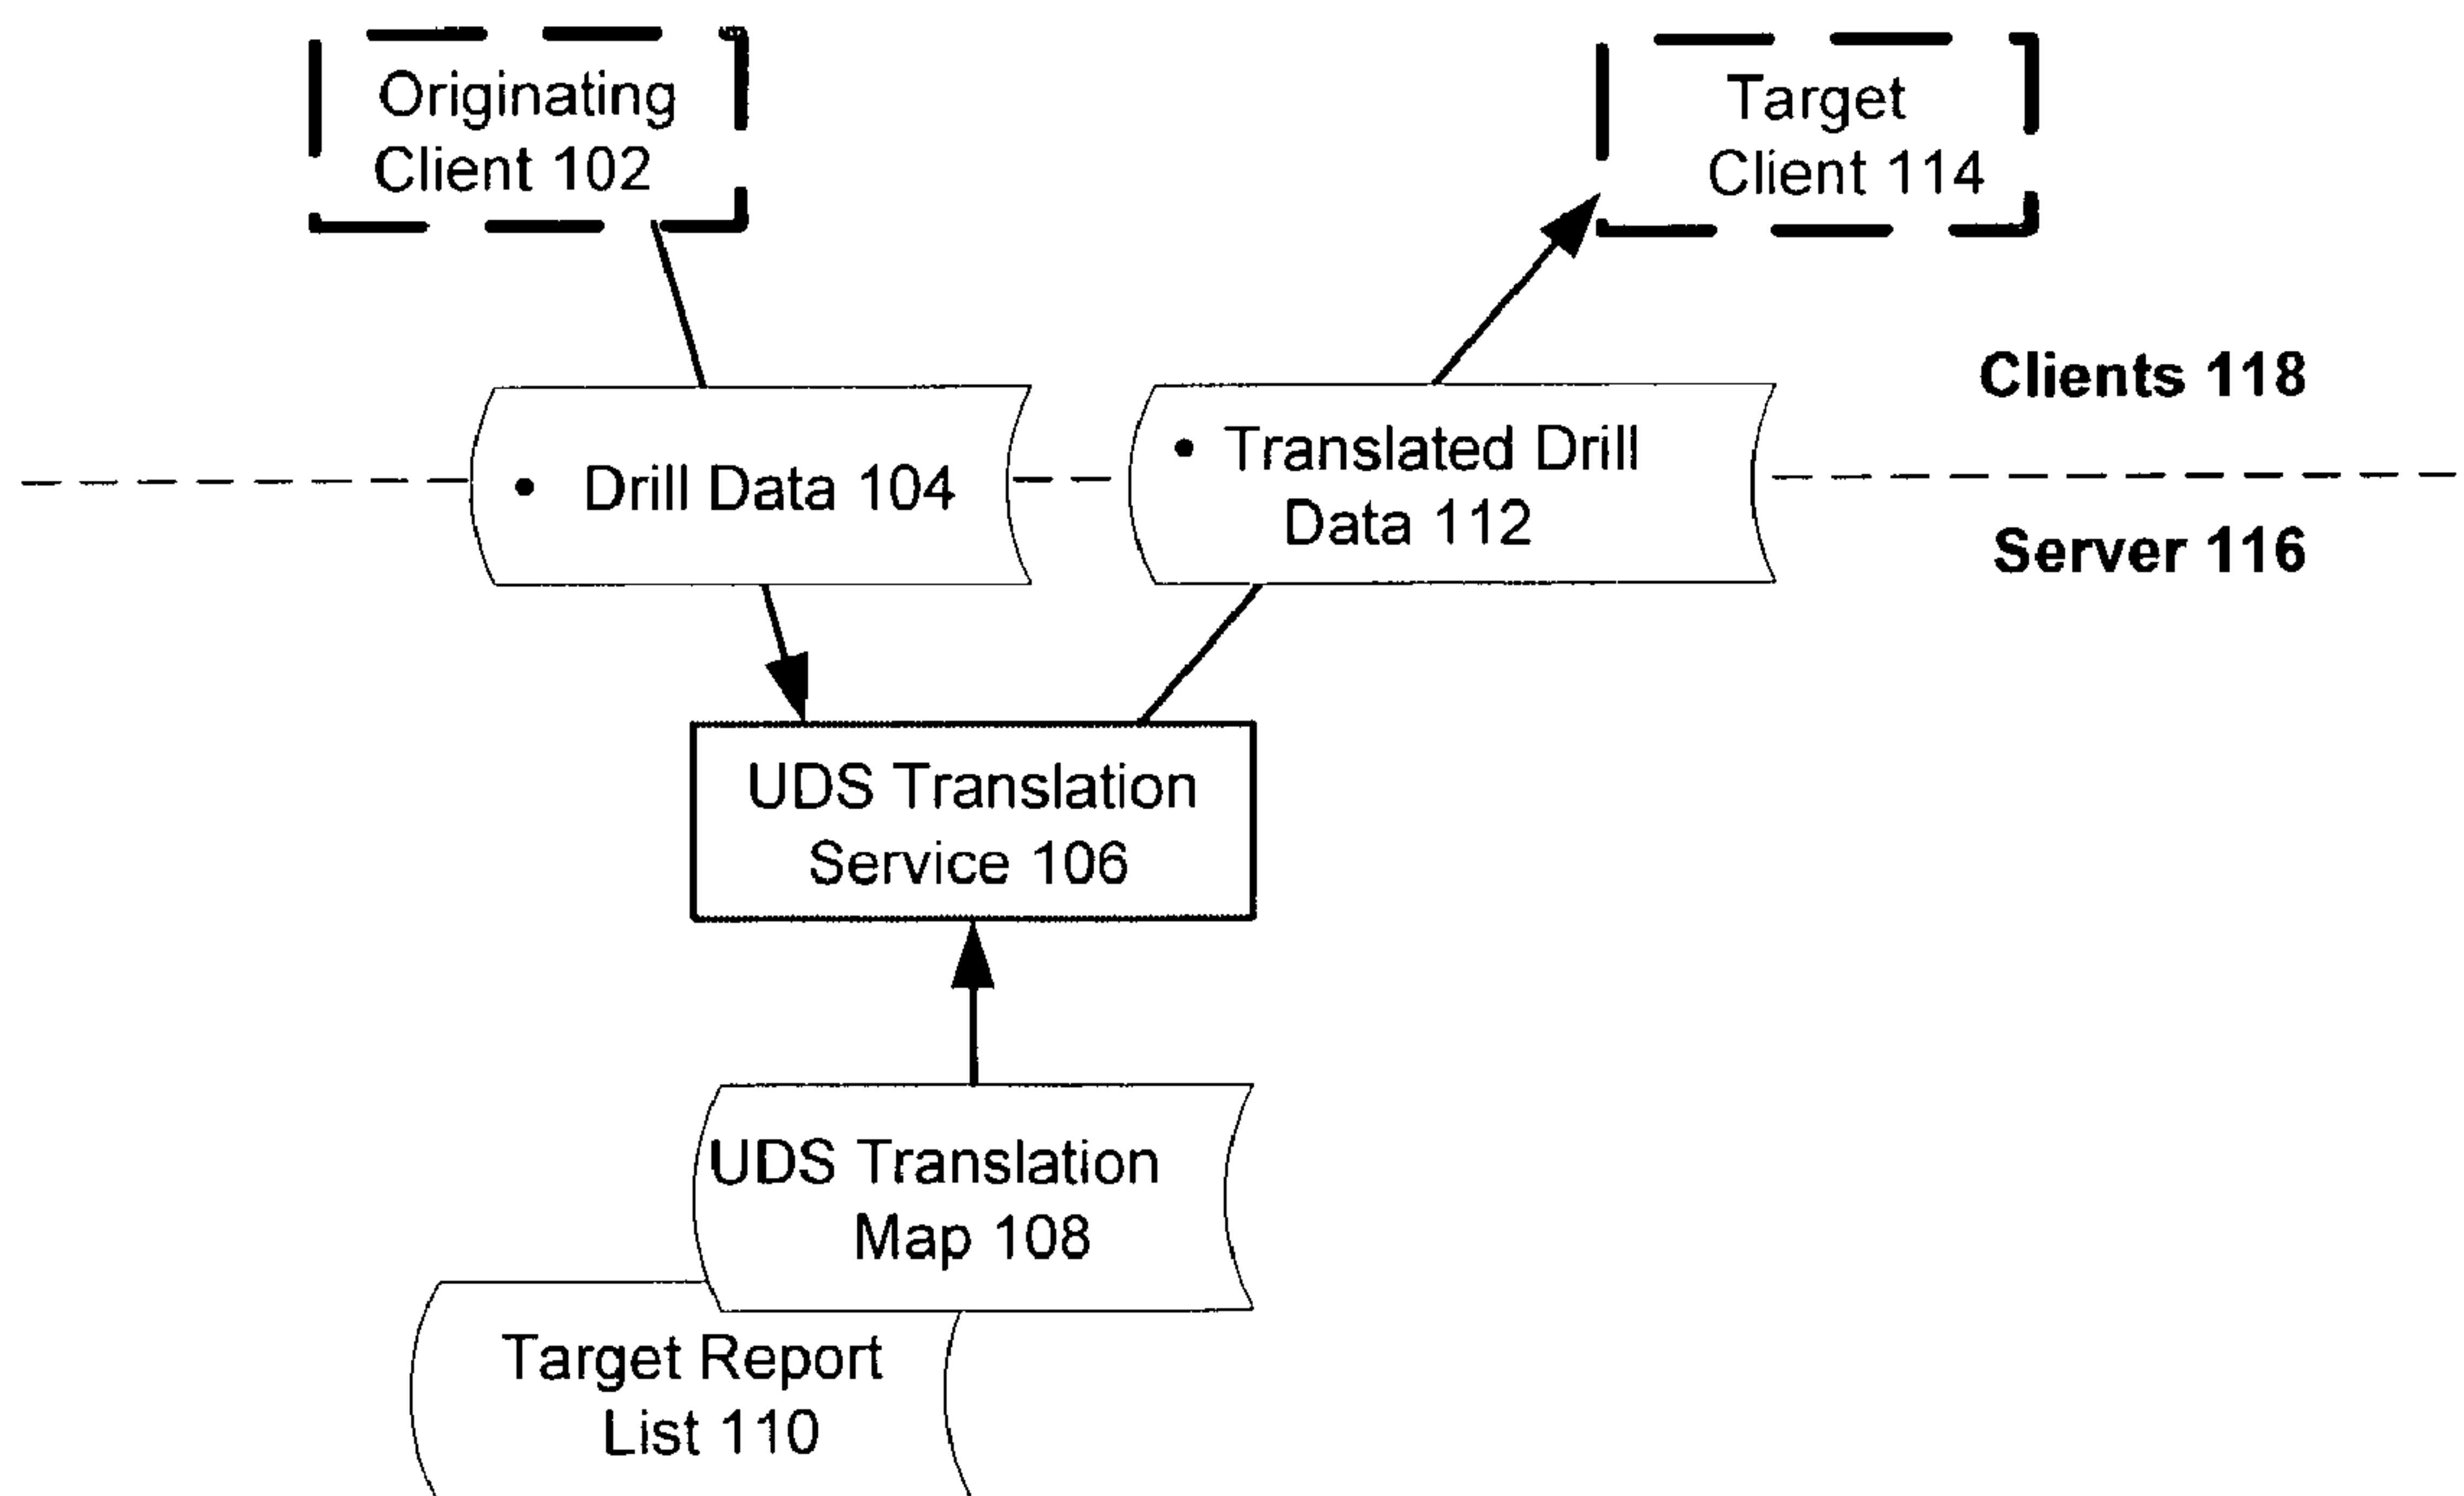 Originating
Client 102
Target
Client 114
Clients 118
• Drill Data 104
• Translated Drill
Data 112
Server 116
UDS Translation
Service 106
UDS Translation
Map 108
Target Report
List 110